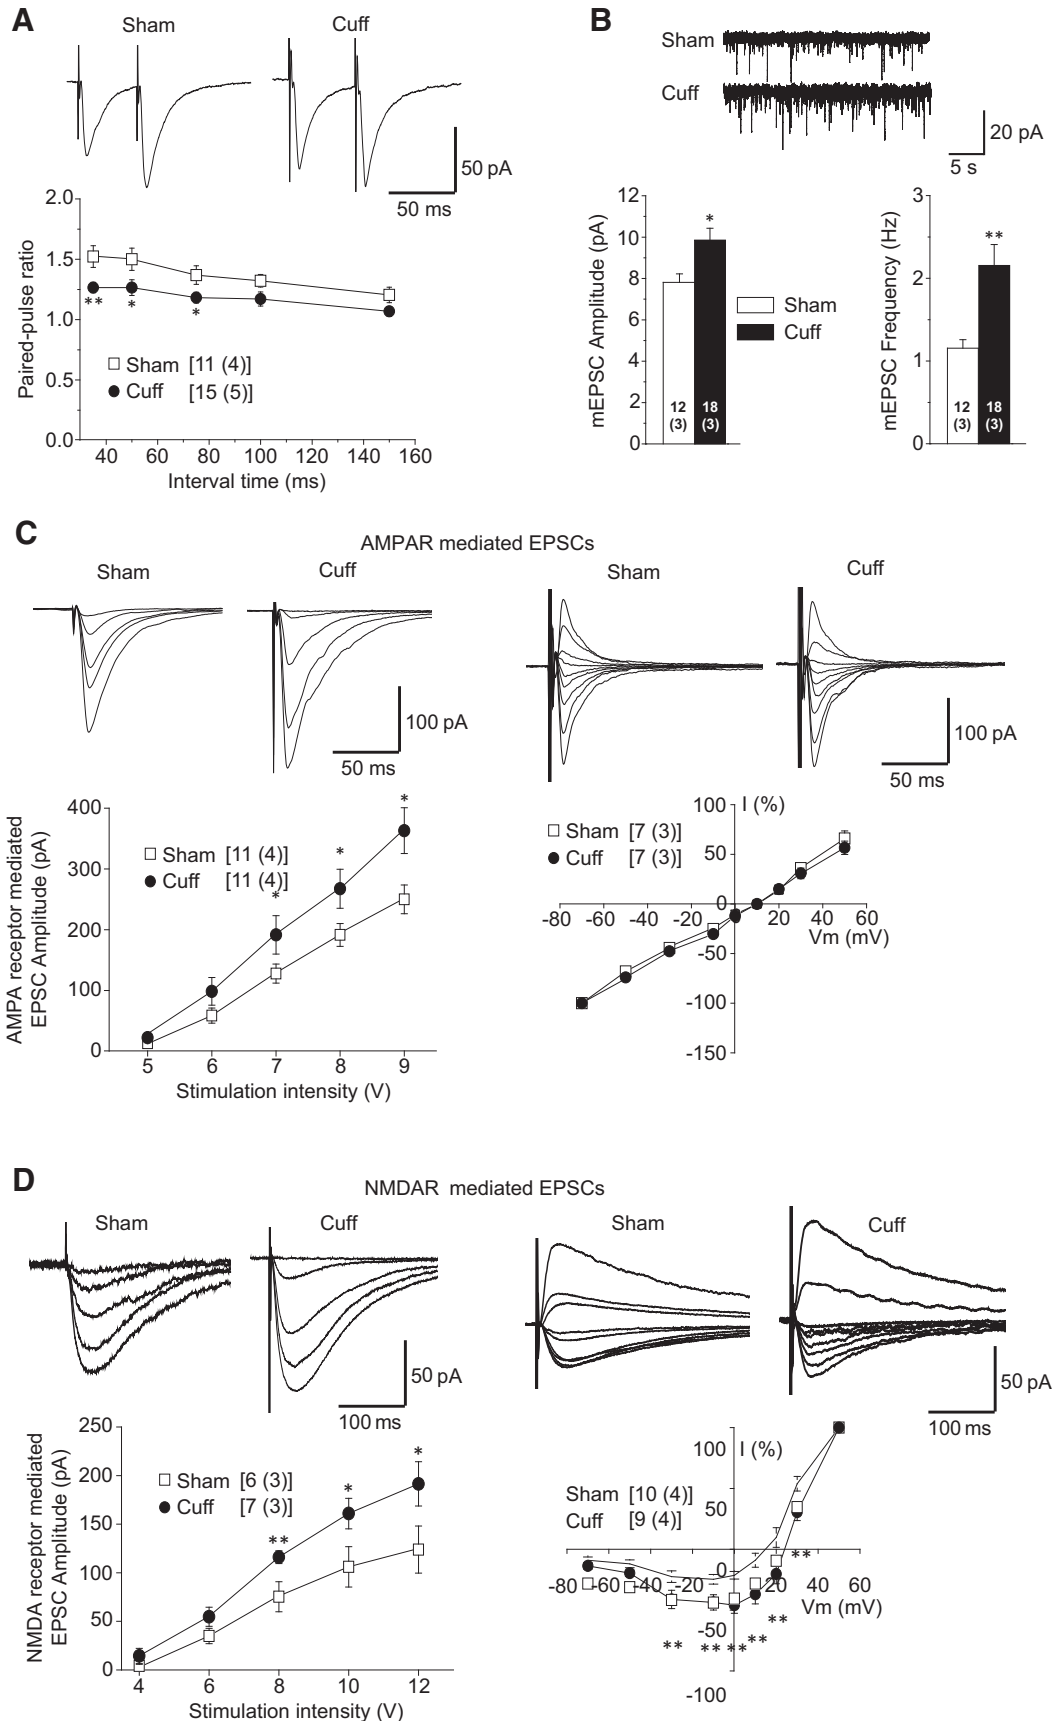 A
Sham
Cuff
50 pA
50 ms
2.0
1.5
1.0
0.5
0.0
Paired-pulse ratio
** * *
Sham [11 (4)]
Cuff [15 (5)]
40 60 80 100 120 140 160
Interval time (ms)
B
Sham
Cuff
20 pA
5 s
12
10
8
6
4
2
0
mEPSC Amplitude (pA)
*
12 (3)
18 (3)
Sham
Cuff
3
2
1
0
mEPSC Frequency (Hz)
**
12 (3)
18 (3)
C
AMPAR mediated EPSCs
Sham
Cuff
100 pA
50 ms
Sham
Cuff
100 pA
50 ms
400
300
200
100
0
AMPA receptor mediated
EPSC Amplitude (pA)
Sham [11 (4)]
Cuff [11 (4)]
* * *
5 6 7 8 9
Stimulation intensity (V)
100
I (%)
50
0
-50
-100
-150
Sham [7 (3)]
Cuff [7 (3)]
-80 -60 -40 -20 20 40 60
Vm (mV)
D
NMDAR mediated EPSCs
Sham
Cuff
50 pA
100 ms
Sham
Cuff
50 pA
100 ms
250
200
150
100
50
0
NMDA receptor mediated
EPSC Amplitude (pA)
Sham [6 (3)]
Cuff [7 (3)]
** * *
4 6 8 10 12
Stimulation intensity (V)
100
I (%)
50
0
-50
-100
Sham [10 (4)]
Cuff [9 (4)]
-80 -60 -40 -20 20 40 60
Vm (mV)
** ** ** ** ** **